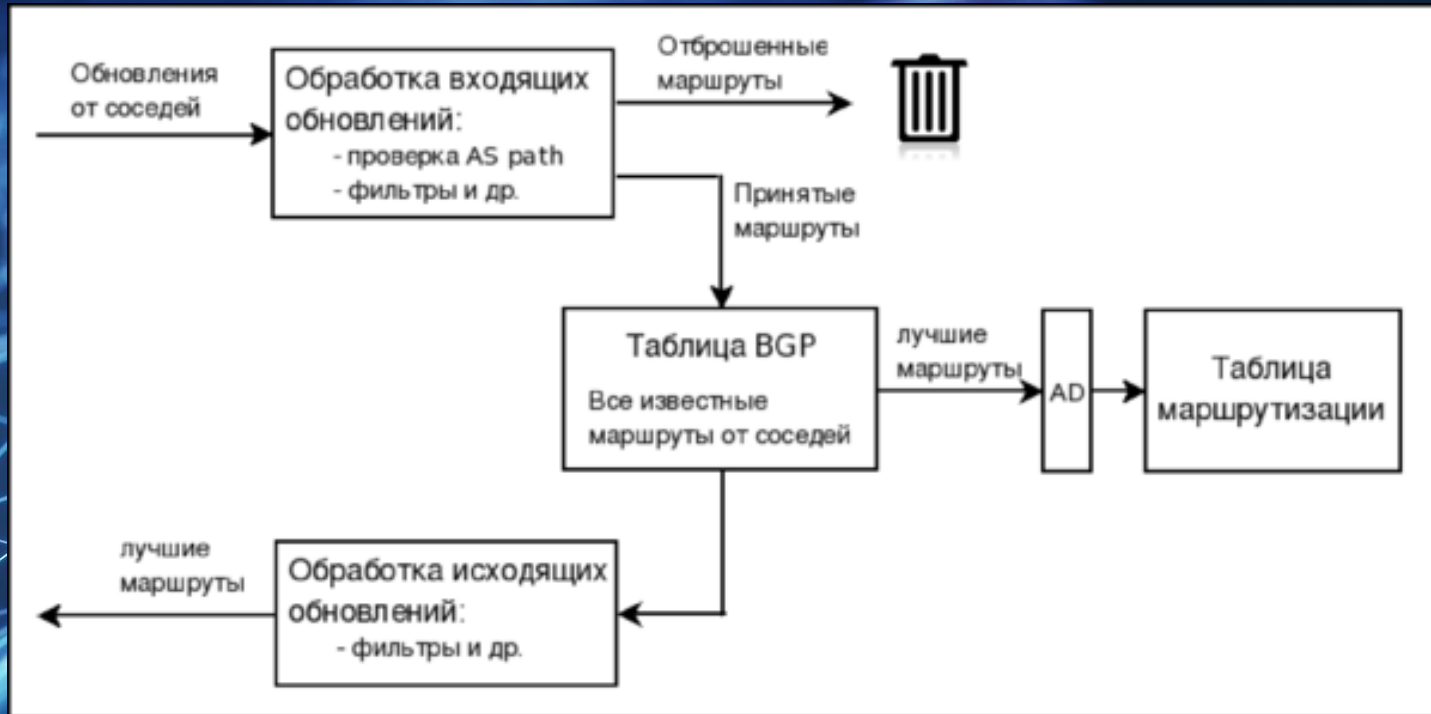 Обновления
от соседей
Обработка входящих
обновлений:
- проверка AS path
- фильтры и др.
Отброшенные
маршруты
Принятые
маршруты
Таблица BGP
Все известные
маршруты от соседей
лучшие
маршруты
AD
Таблица
маршрутизации
лучшие
маршруты
Обработка исходящих
обновлений:
- фильтры и др.